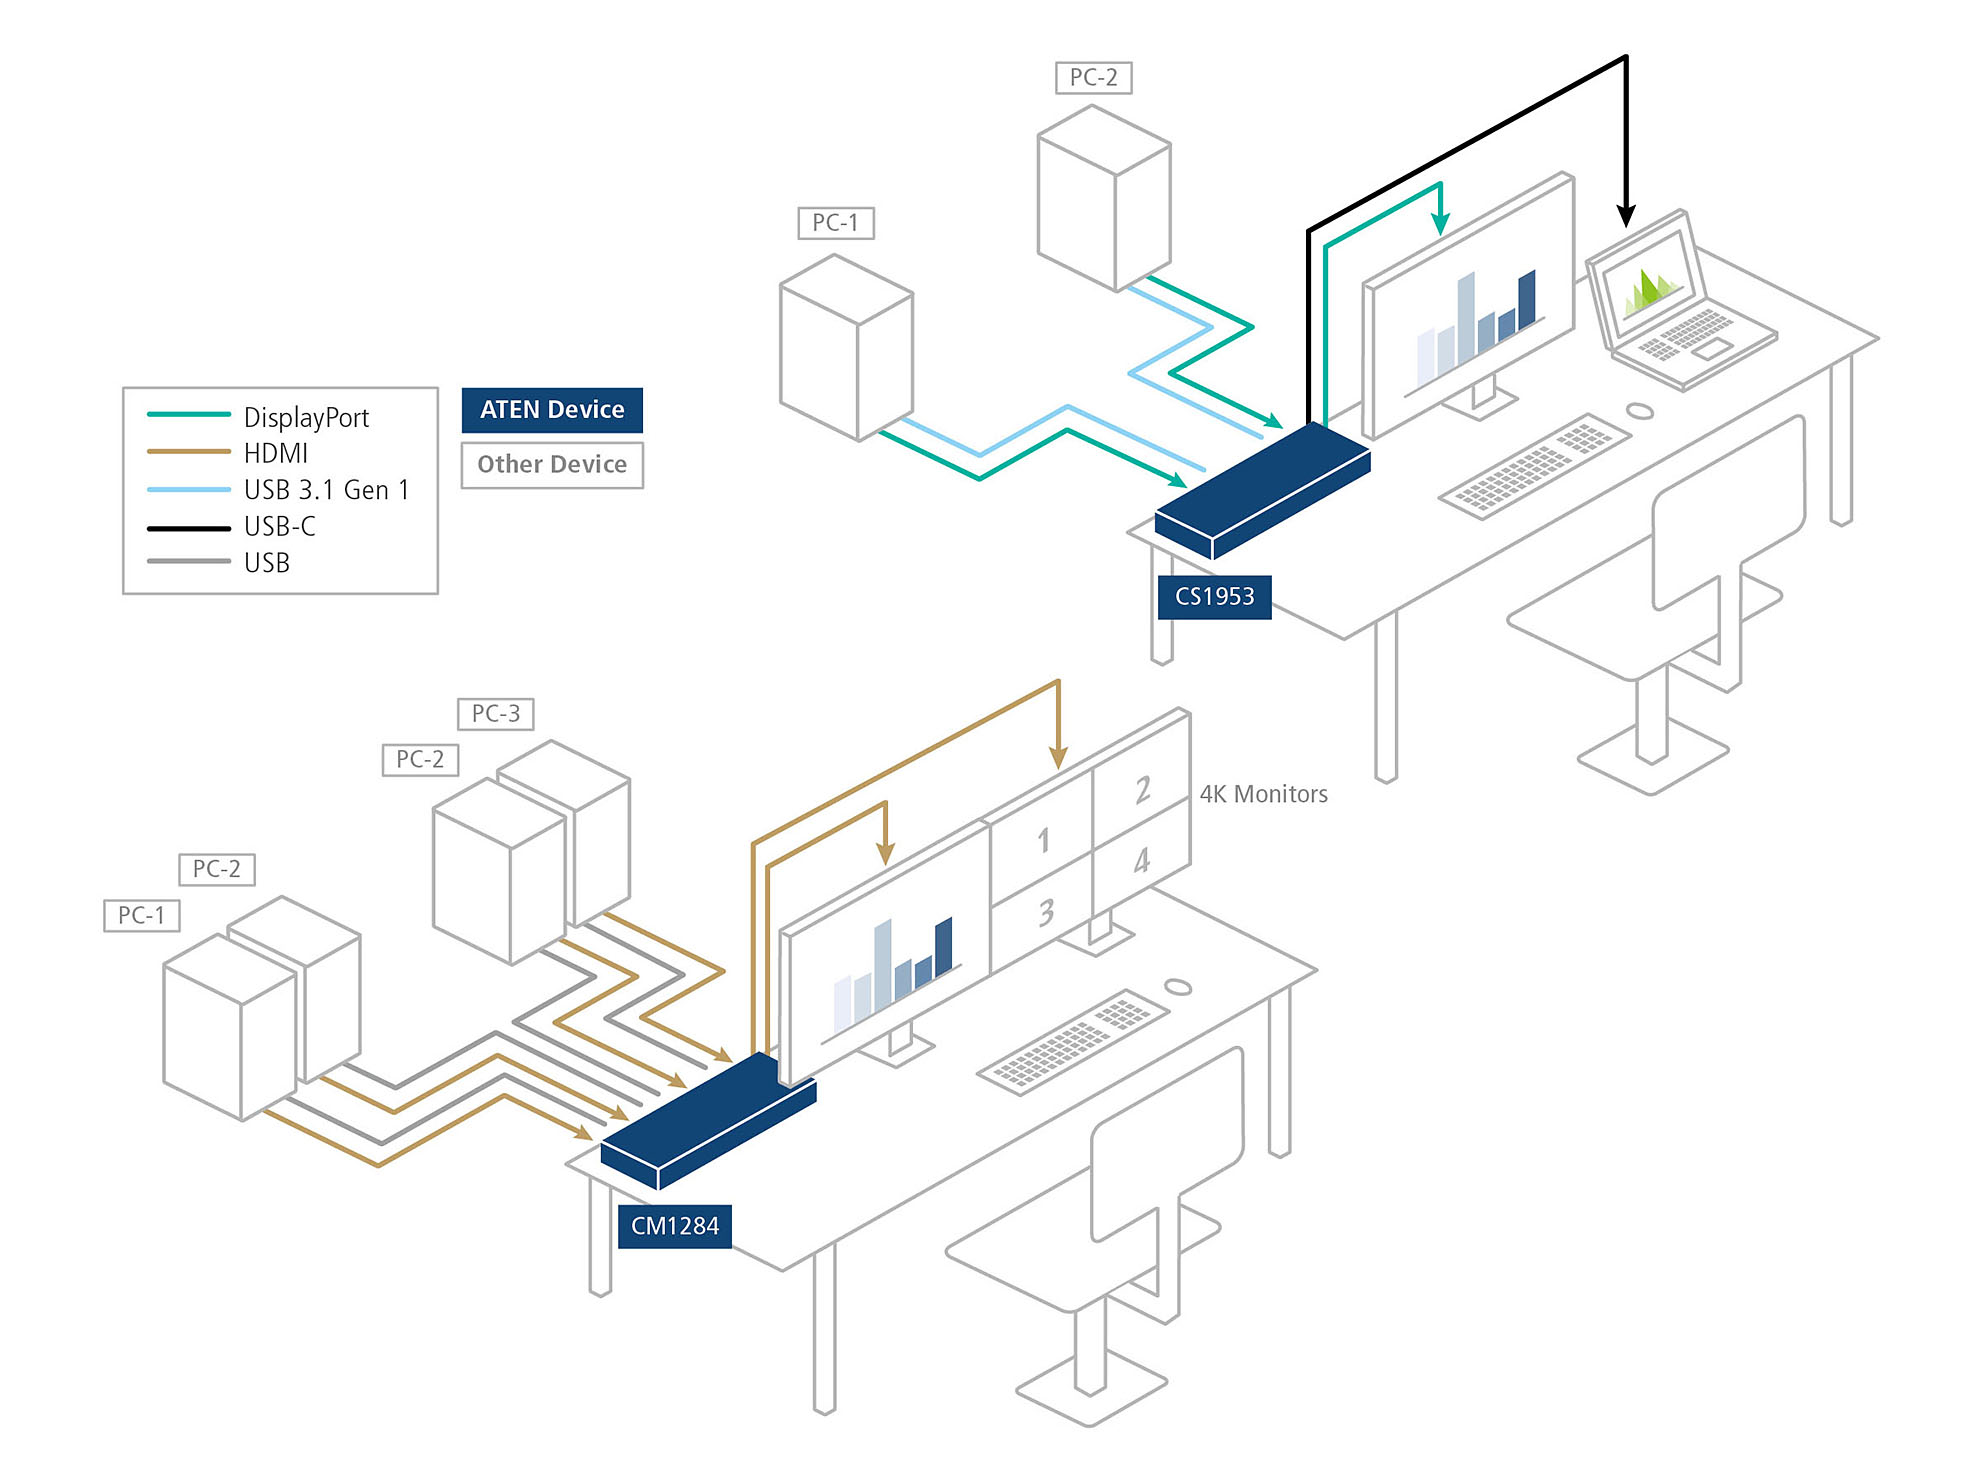 PC-2
PC-1
DisplayPort
HDMI
USB 3.1 Gen 1
USB-C
USB
ATEN Device
Other Device
CS1953
PC-3
PC-2
PC-2
PC-1
1
2
3
4
4K Monitors
CM1284